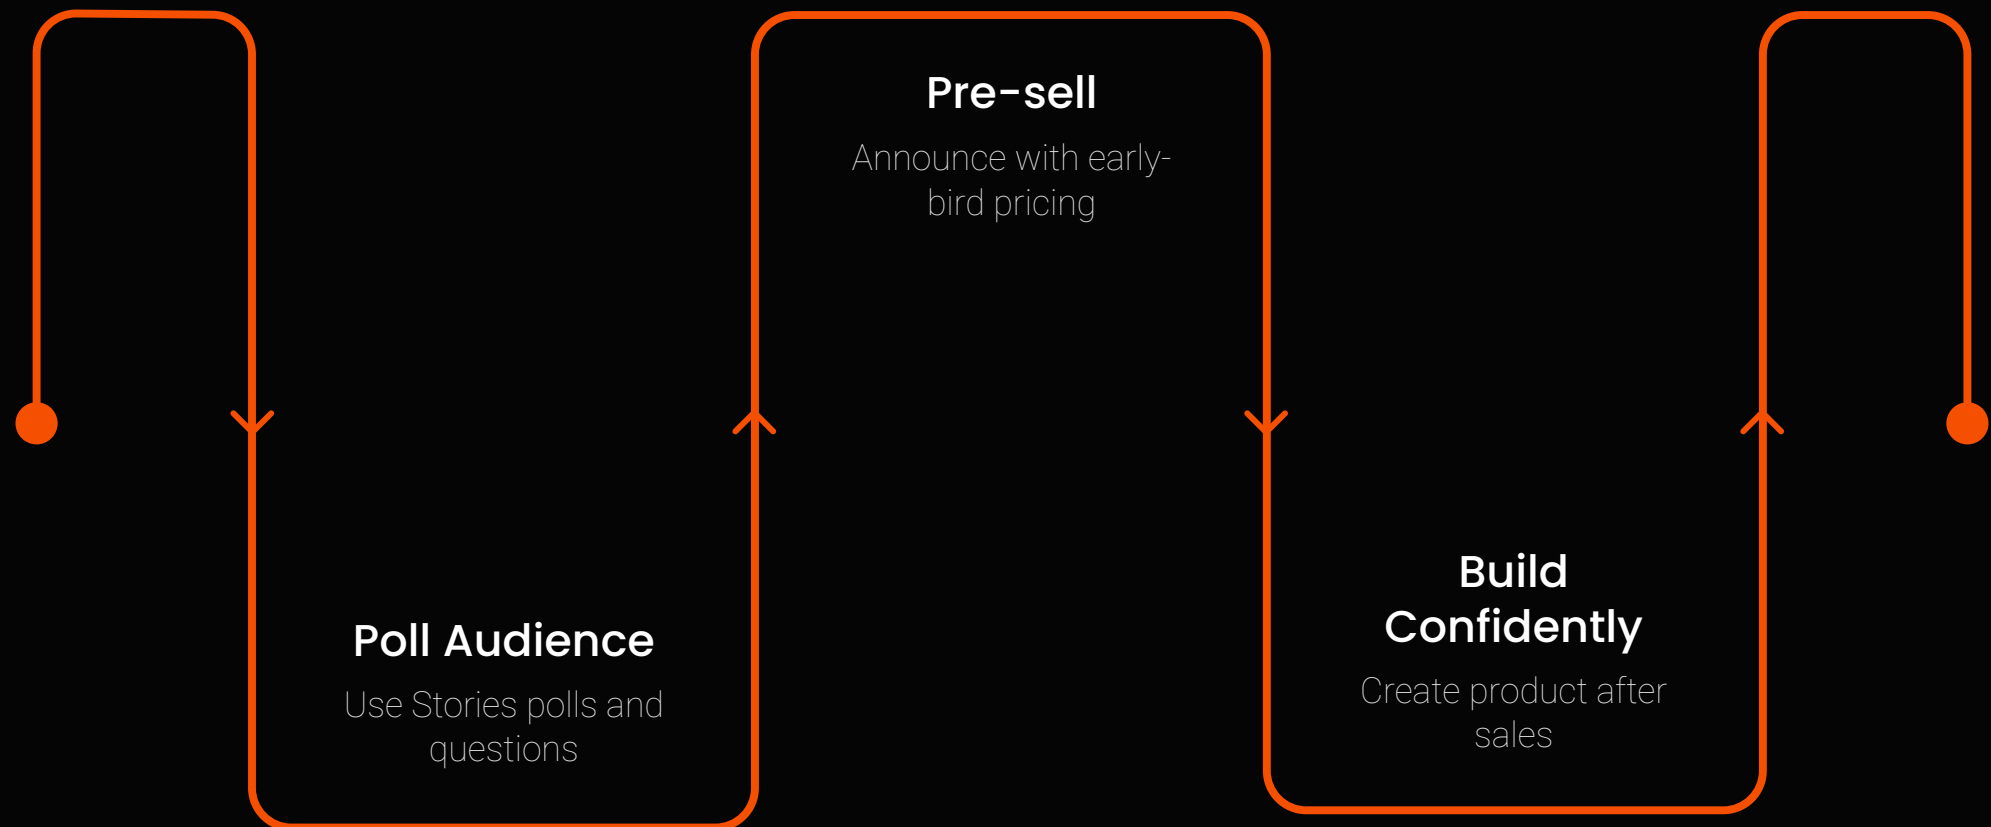 Poll Audience
Use Stories polls and
questions
Pre-sell
Announce with early-
bird pricing
Build
Confidently
Create product after
sales